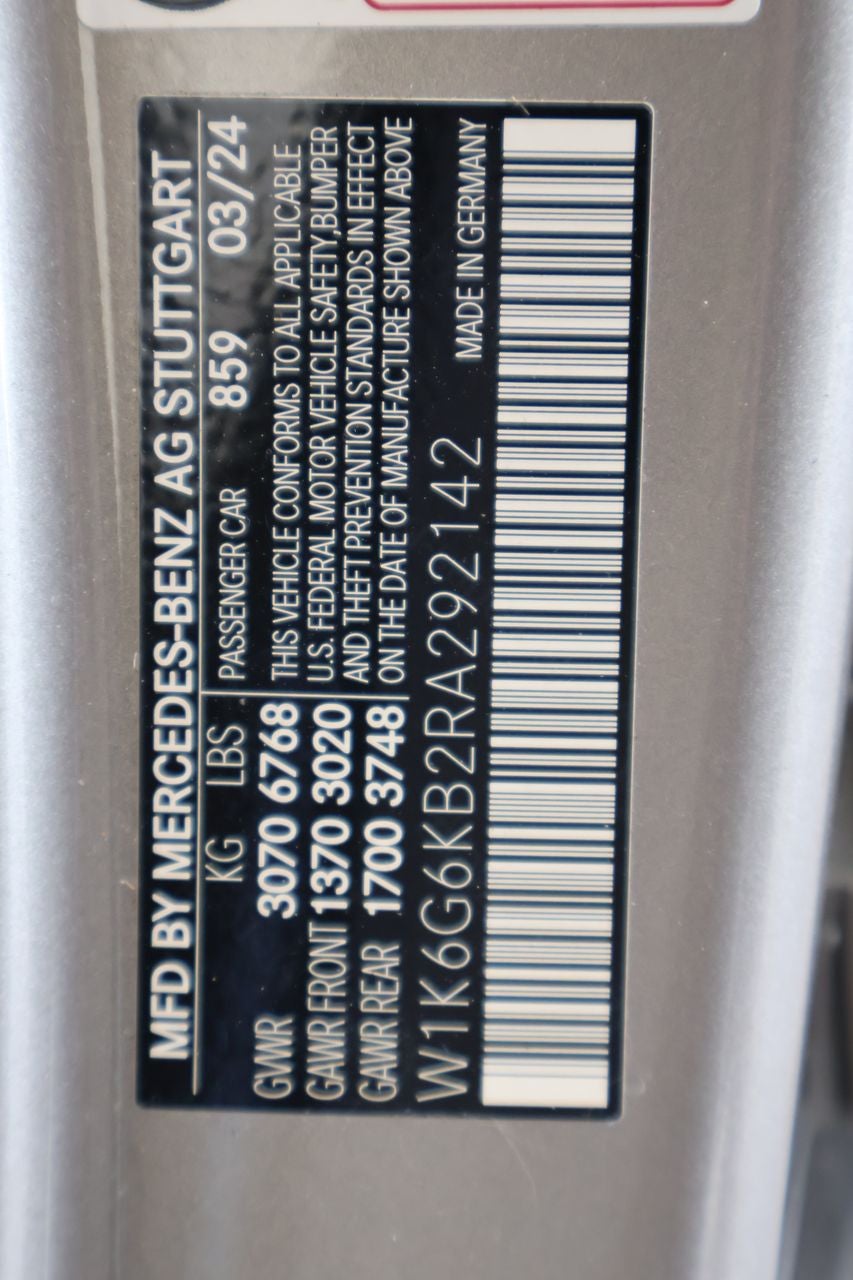 MFD BY MERCEDES-BENZ AG STUTTGART
KG LBS
GVWR 3070 6768
GAWR FRONT 1370 3020
GAWR REAR 1700 3748
PASSENGER CAR 859 03/24
THIS VEHICLE CONFORMS TO ALL APPLICABLE
U.S. FEDERAL MOTOR VEHICLE SAFETY,BUMPER
AND THEFT PREVENTION STANDARDS IN EFFECT
ON THE DATE OF MANUFACTURE SHOWN ABOVE
W1K6G6KB2RA292142 MADE IN GERMANY